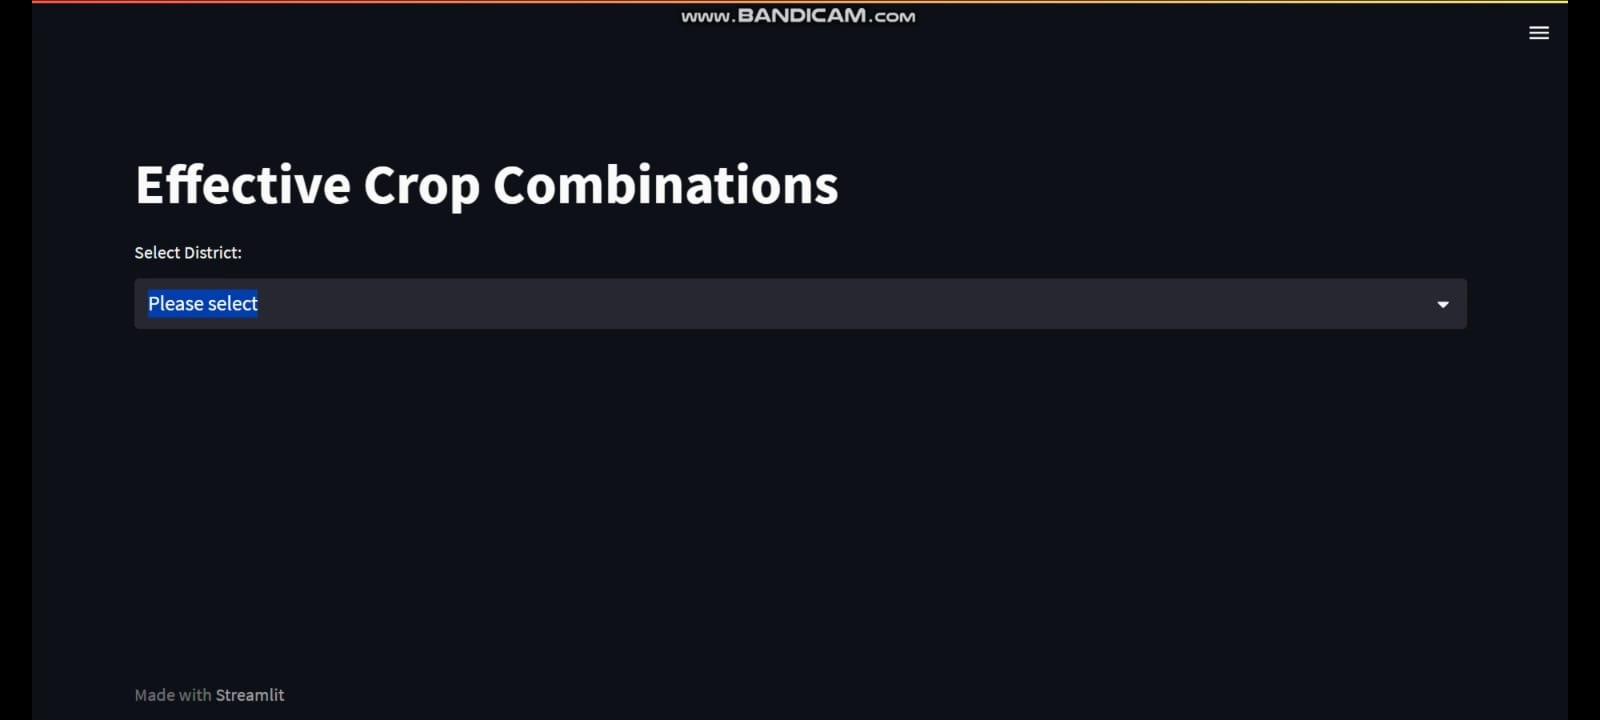 www.BANDICAM.com
Effective Crop Combinations
Select District:
Please select
Made with Streamlit